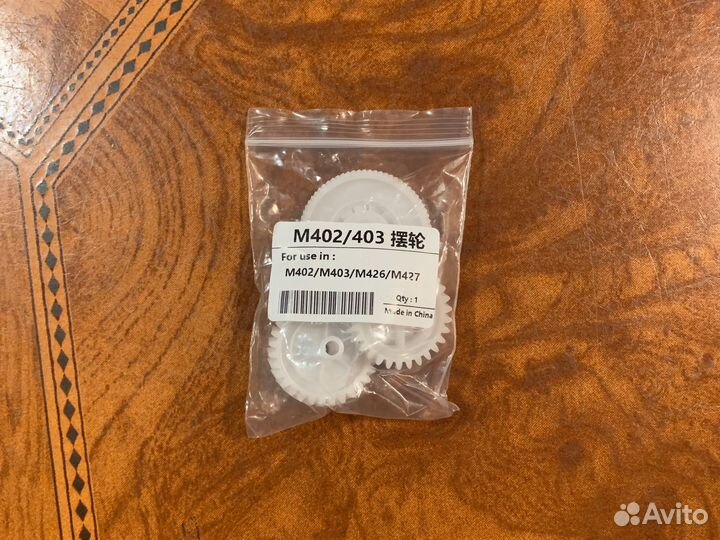 M402/403 摆轮
For use in :
M402/M403/M426/M427
Qty : 1
Made in China
Avito